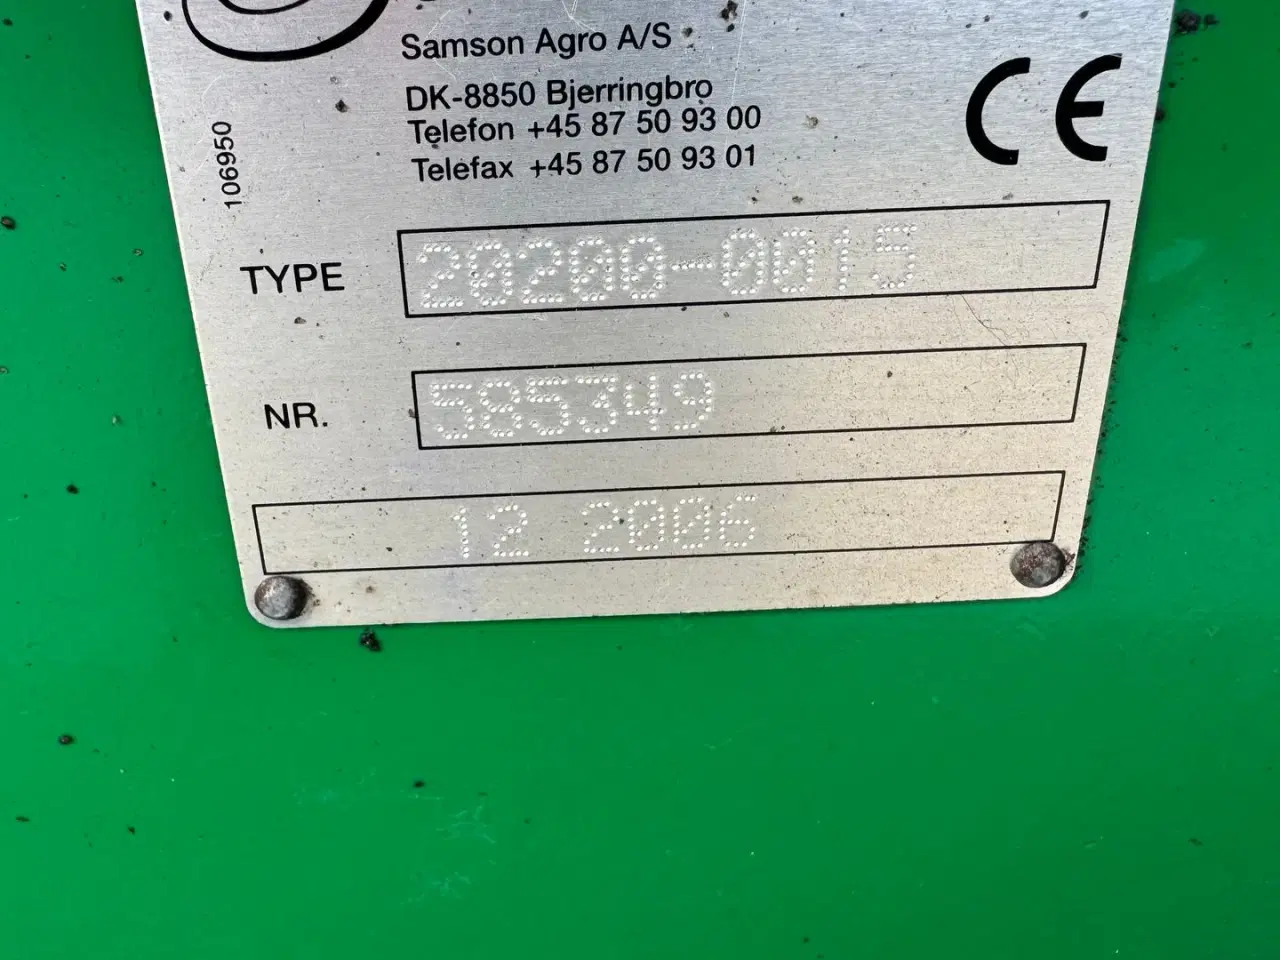 Samson Agro A/S
DK-8850 Bjerringbro
Telefon +45 87 50 93 00
Telefax +45 87 50 93 01
CE
106950
TYPE 20200-0015
NR. 585349
12 2006